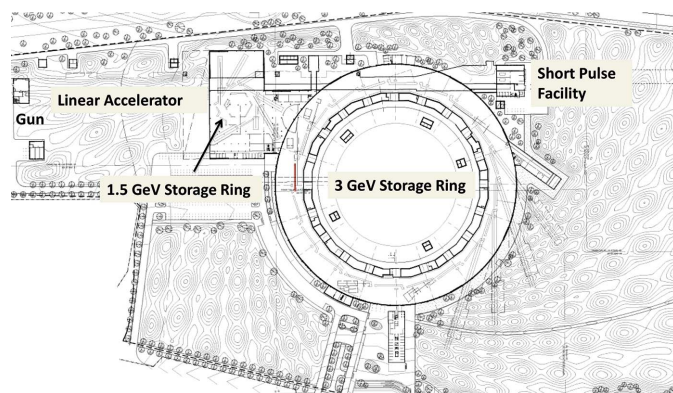 Short Pulse
Facility
Linear Accelerator
Gun
1.5 GeV Storage Ring
3 GeV Storage Ring